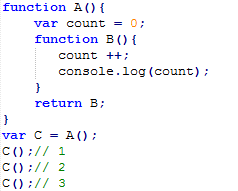 function A(){
    var count = 0;
    function B(){
       count ++;
       console.log(count);
    }
    return B;
}
var C = A();
C();// 1
C();// 2
C();// 3